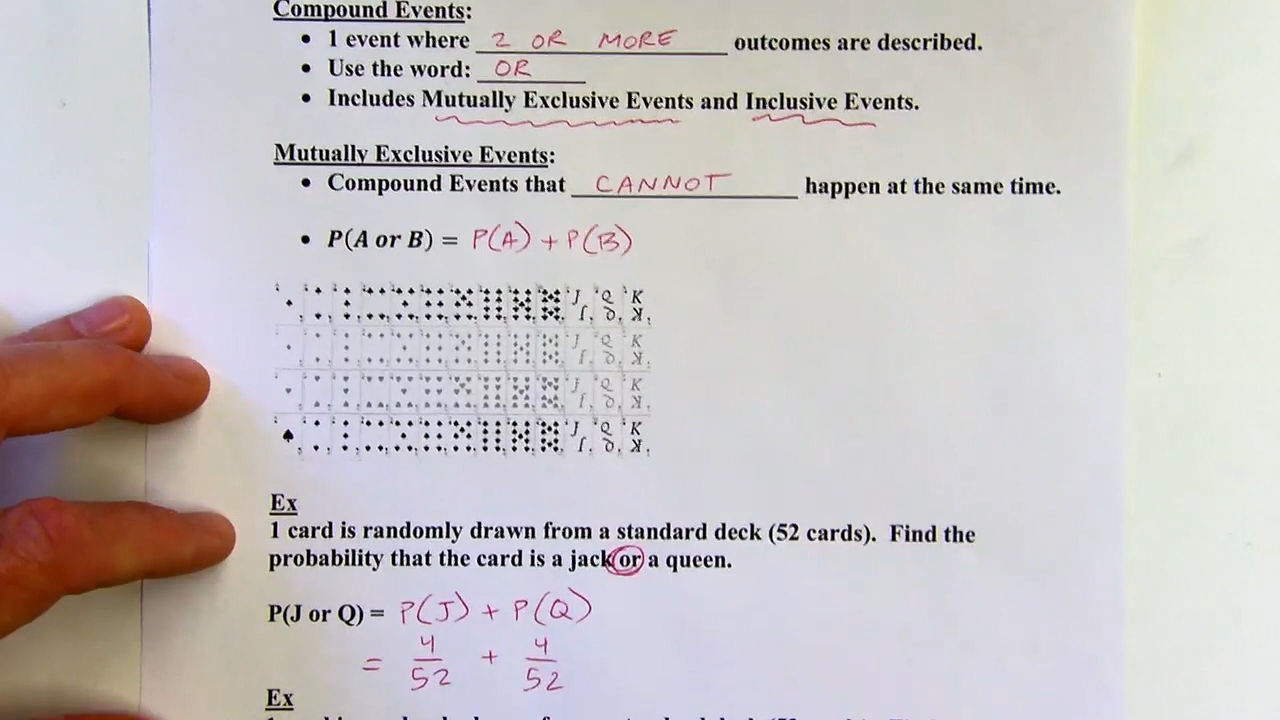 Compound Events:
• 1 event where 2 OR MORE outcomes are described.
• Use the word: OR
• Includes Mutually Exclusive Events and Inclusive Events.
Mutually Exclusive Events:
• Compound Events that CANNOT happen at the same time.
• P(A or B) = P(A) + P(B)
J Q K
J Q K
J Q K
J Q K
Ex
1 card is randomly drawn from a standard deck (52 cards). Find the
probability that the card is a jack or a queen.
P(J or Q) = P(J) + P(Q)
= 4/52 + 4/52
Ex